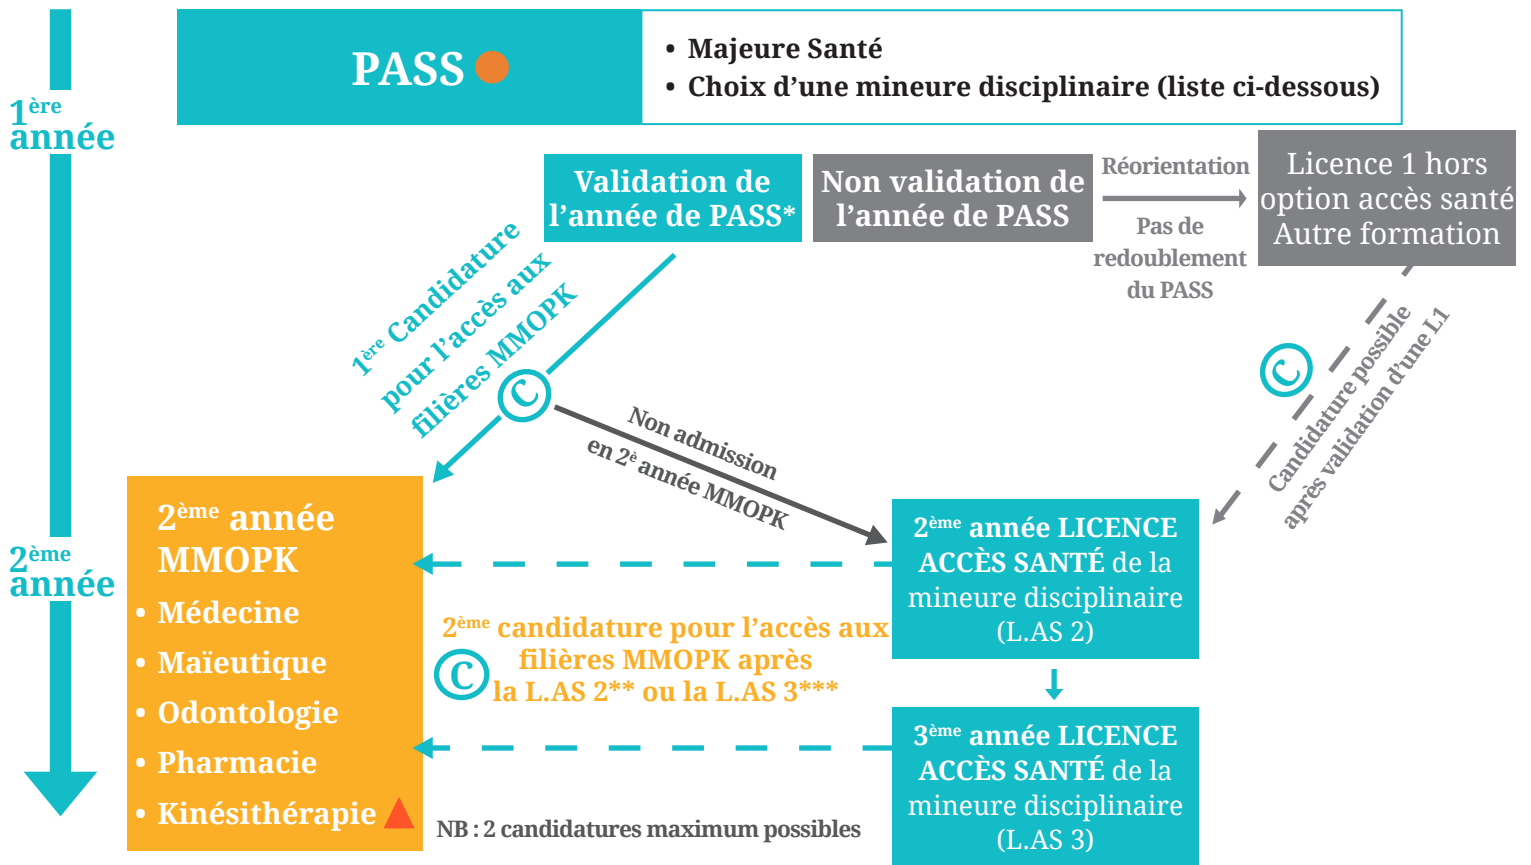 1ère
année
PASS
• Majeure Santé
• Choix d’une mineure disciplinaire (liste ci-dessous)
Validation de
l’année de PASS*
Non validation de
l’année de PASS
Réorientation
Pas de
redoublement
du PASS
Licence 1 hors
option accès santé
Autre formation
1ère Candidature
pour l’accès aux
filières MMOPK
C
Non admission
en 2è année MMOPK
C
Candidature possible
après validation d’une L1
2ème
année
2ème année
MMOPK
• Médecine
• Maïeutique
• Odontologie
• Pharmacie
• Kinésithérapie
2ème année LICENCE
ACCÈS SANTÉ de la
mineure disciplinaire
(L.AS 2)
2ème candidature pour l’accès aux
filières MMOPK après
la L.AS 2** ou la L.AS 3***
C
3ème année LICENCE
ACCÈS SANTÉ de la
mineure disciplinaire
(L.AS 3)
NB : 2 candidatures maximum possibles